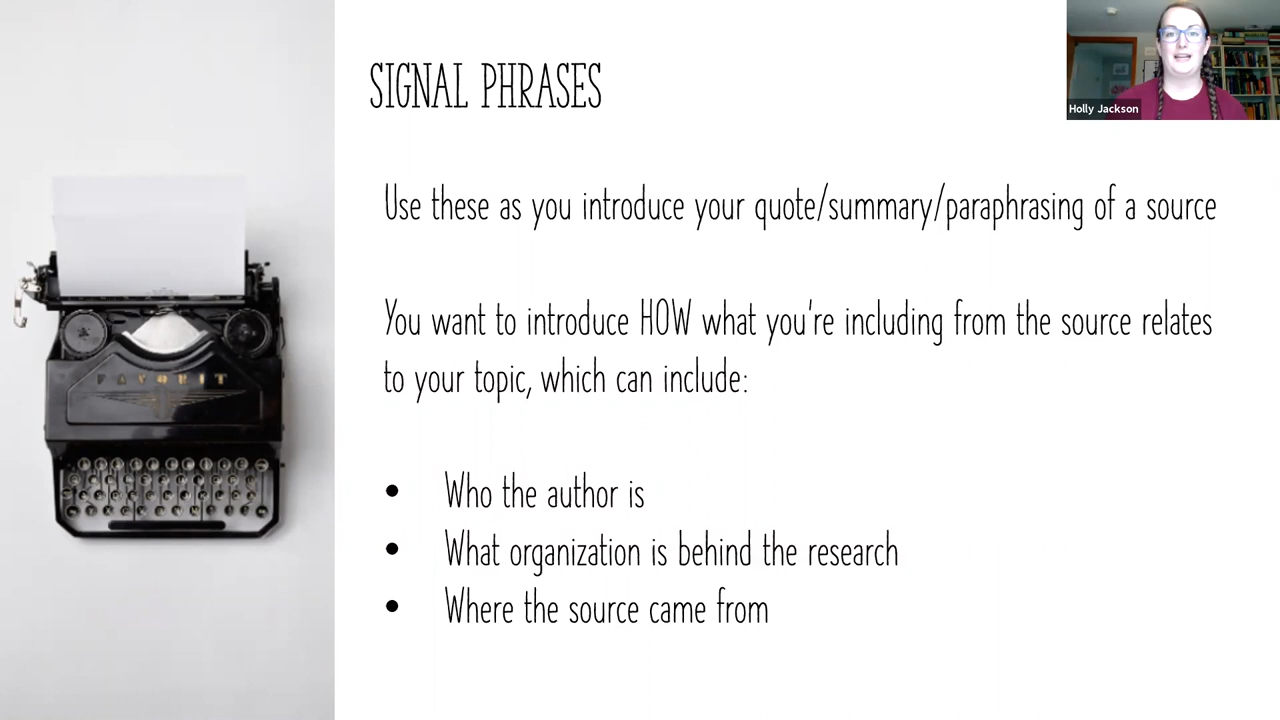 SIGNAL PHRASES
Holly Jackson
Use these as you introduce your quote/summary/paraphrasing of a source
You want to introduce HOW what you're including from the source relates
to your topic, which can include:
• Who the author is
• What organization is behind the research
• Where the source came from
FAVORIT